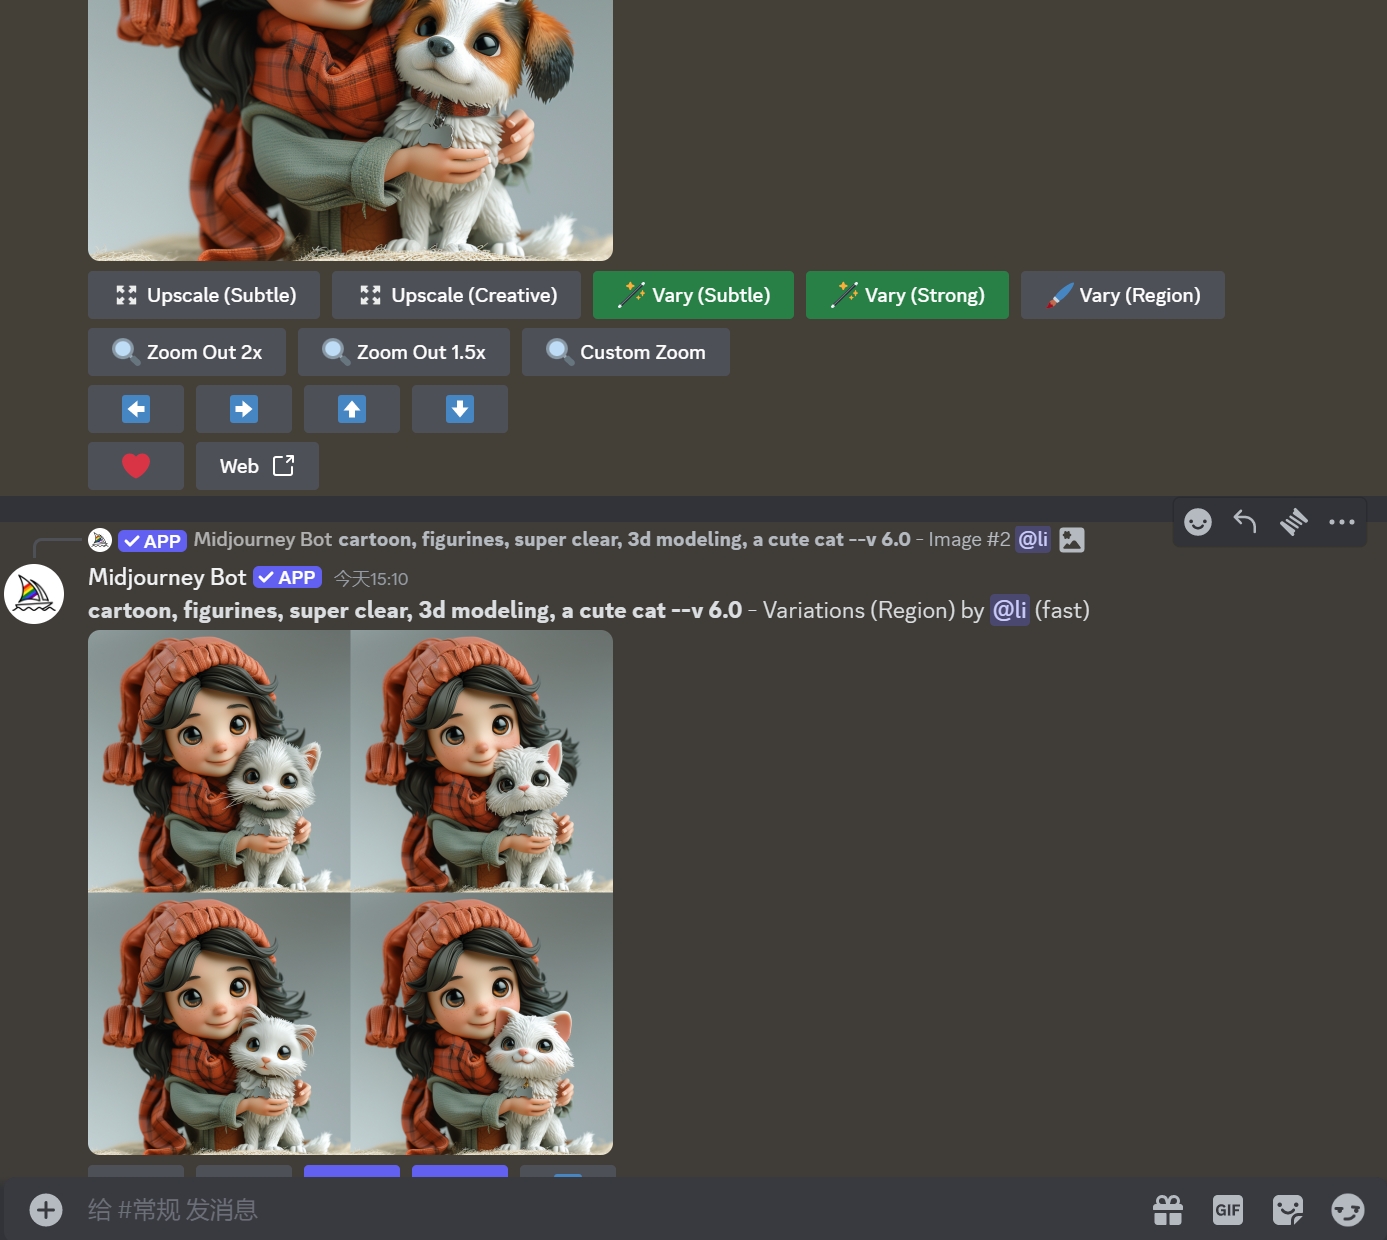 Upscale (Subtle) Upscale (Creative) Vary (Subtle) Vary (Strong) Vary (Region)
Zoom Out 2x Zoom Out 1.5x Custom Zoom
Web
APP Midjourney Bot cartoon, figurines, super clear, 3d modeling, a cute cat --v 6.0 - Image #2 @li
Midjourney Bot APP 今天15:10
cartoon, figurines, super clear, 3d modeling, a cute cat --v 6.0 - Variations (Region) by @li (fast)
给 #常规 发消息 GIF